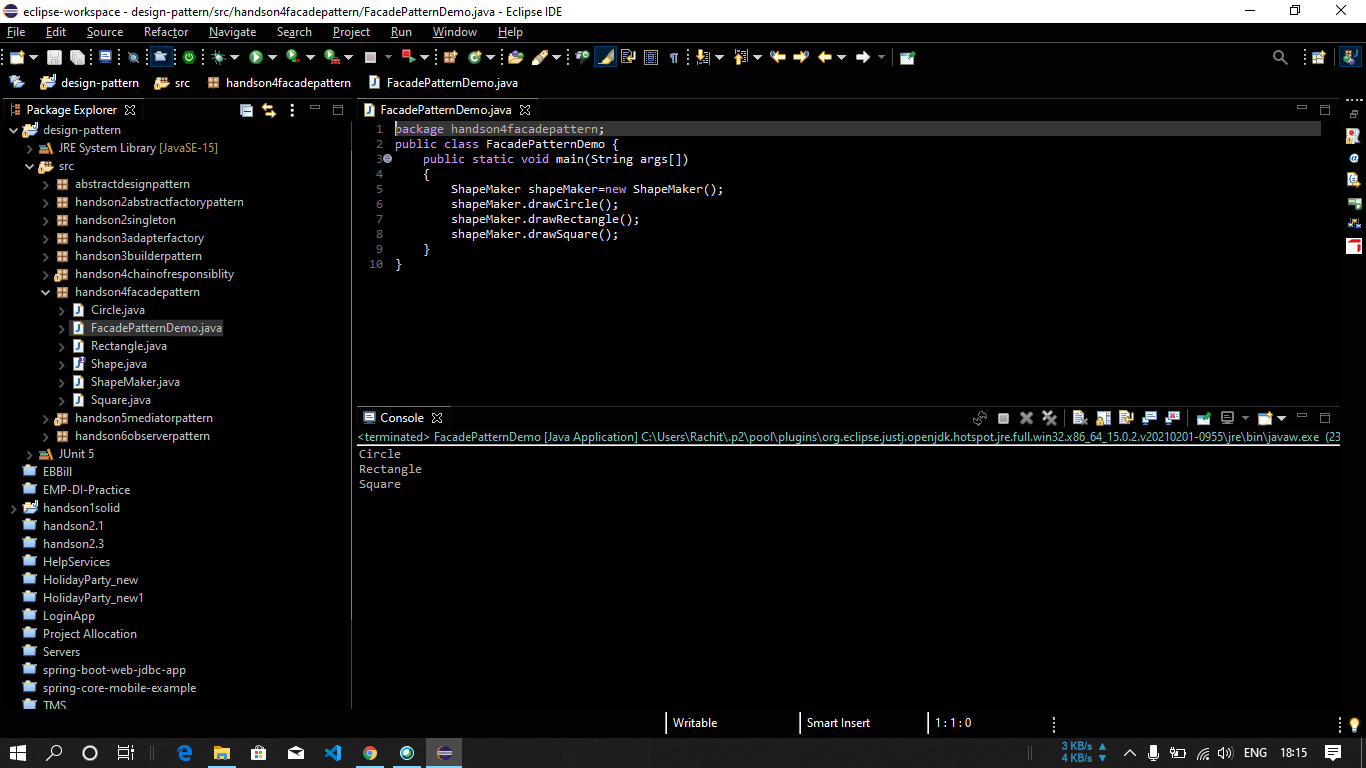 eclipse-workspace - design-pattern/src/handson4facadepattern/FacadePatternDemo.java - Eclipse IDE
File Edit Source Refactor Navigate Search Project Run Window Help
design-pattern src handson4facadepattern FacadePatternDemo.java
Package Explorer
design-pattern
JRE System Library [JavaSE-15]
src
abstractdesignpattern
handson2abstractfactorypattern
handson2singleton
handson3adapterfactory
handson3builderpattern
handson4chainofresponsiblity
handson4facadepattern
Circle.java
FacadePatternDemo.java
Rectangle.java
Shape.java
ShapeMaker.java
Square.java
handson5mediatorpattern
handson6observerpattern
JUnit 5
EBBill
EMP-DI-Practice
handson1solid
handson2.1
handson2.3
HelpServices
HolidayParty_new
HolidayParty_new1
LoginApp
Project Allocation
Servers
spring-boot-web-jdbc-app
spring-core-mobile-example
TMS
FacadePatternDemo.java
1 package handson4facadepattern;
2 public class FacadePatternDemo {
3 public static void main(String args[])
4 {
5 ShapeMaker shapeMaker=new ShapeMaker();
6 shapeMaker.drawCircle();
7 shapeMaker.drawRectangle();
8 shapeMaker.drawSquare();
9 }
10 }
Console
<terminated> FacadePatternDemo [Java Application] C:\Users\Rachit\.p2\pool\plugins\org.eclipse.justj.openjdk.hotspot.jre.full.win32.x86_64_15.0.2.v20210201-0955\jre\bin\javaw.exe (23
Circle
Rectangle
Square
Writable Smart Insert 1 : 1 : 0
3 KB/s
4 KB/s
ENG 18:15